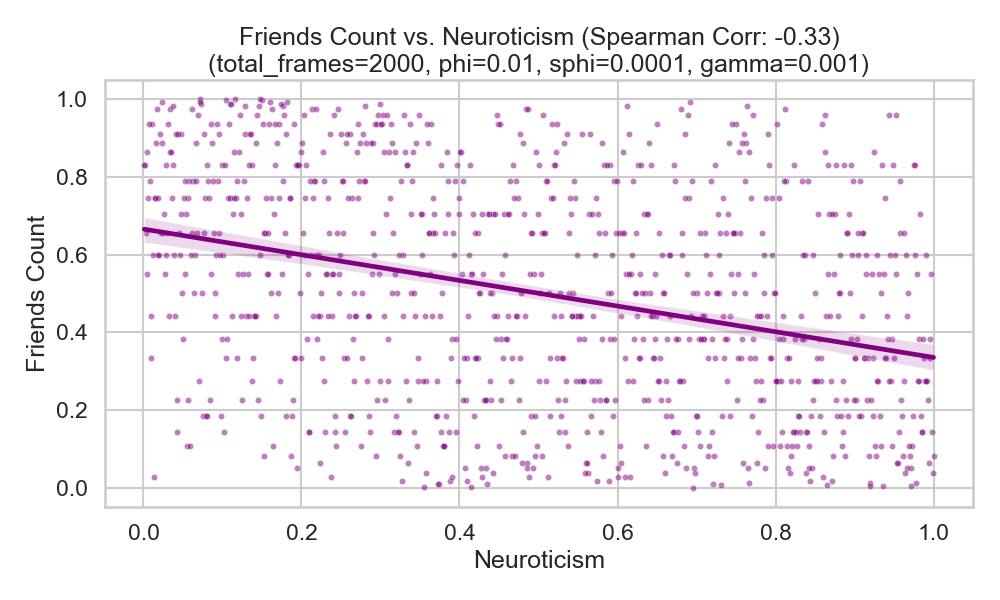 Friends Count vs. Neuroticism (Spearman Corr: -0.33)
(total_frames=2000, phi=0.01, sphi=0.0001, gamma=0.001)
1.0
0.8
0.6
0.4
0.2
0.0
Friends Count
0.0 0.2 0.4 0.6 0.8 1.0
Neuroticism